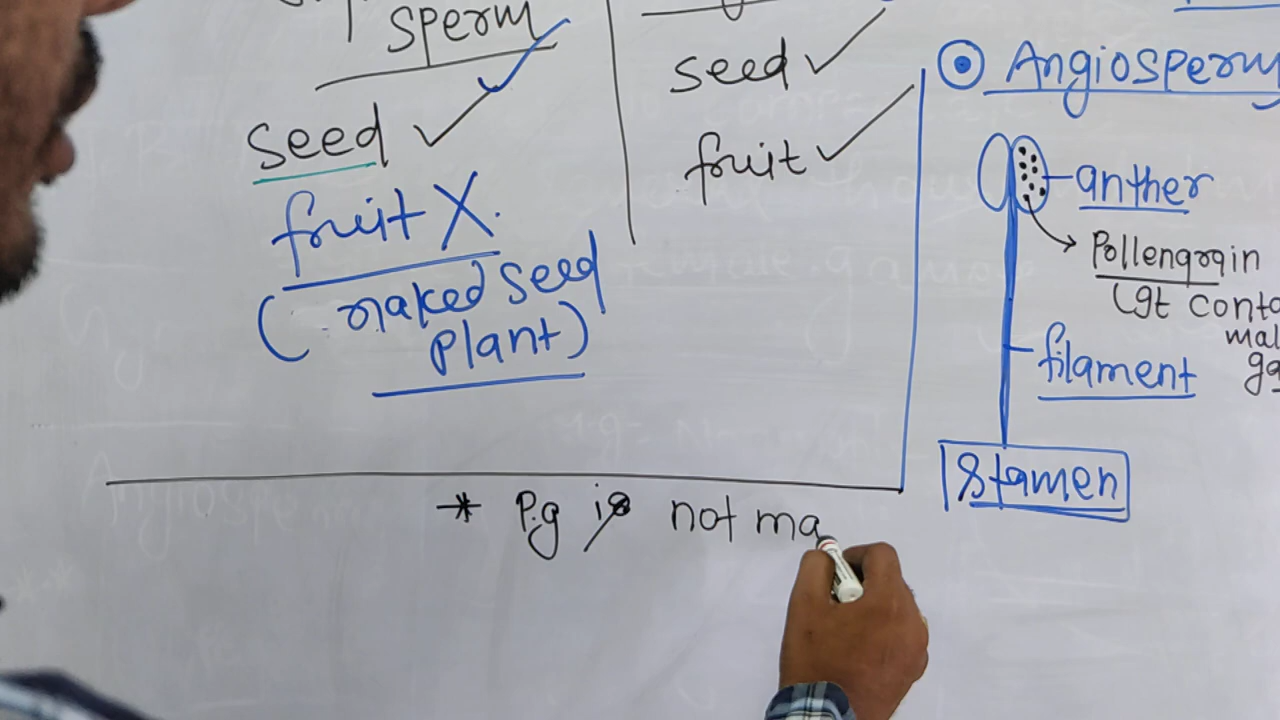 sperm
seed ✓
fruit X.
(naked seed
plant)
seed ✓
fruit ✓
Angiosperm
anther
Pollengrain
(gt conta
mal
ga
filament
Stamen
* P.g is not ma